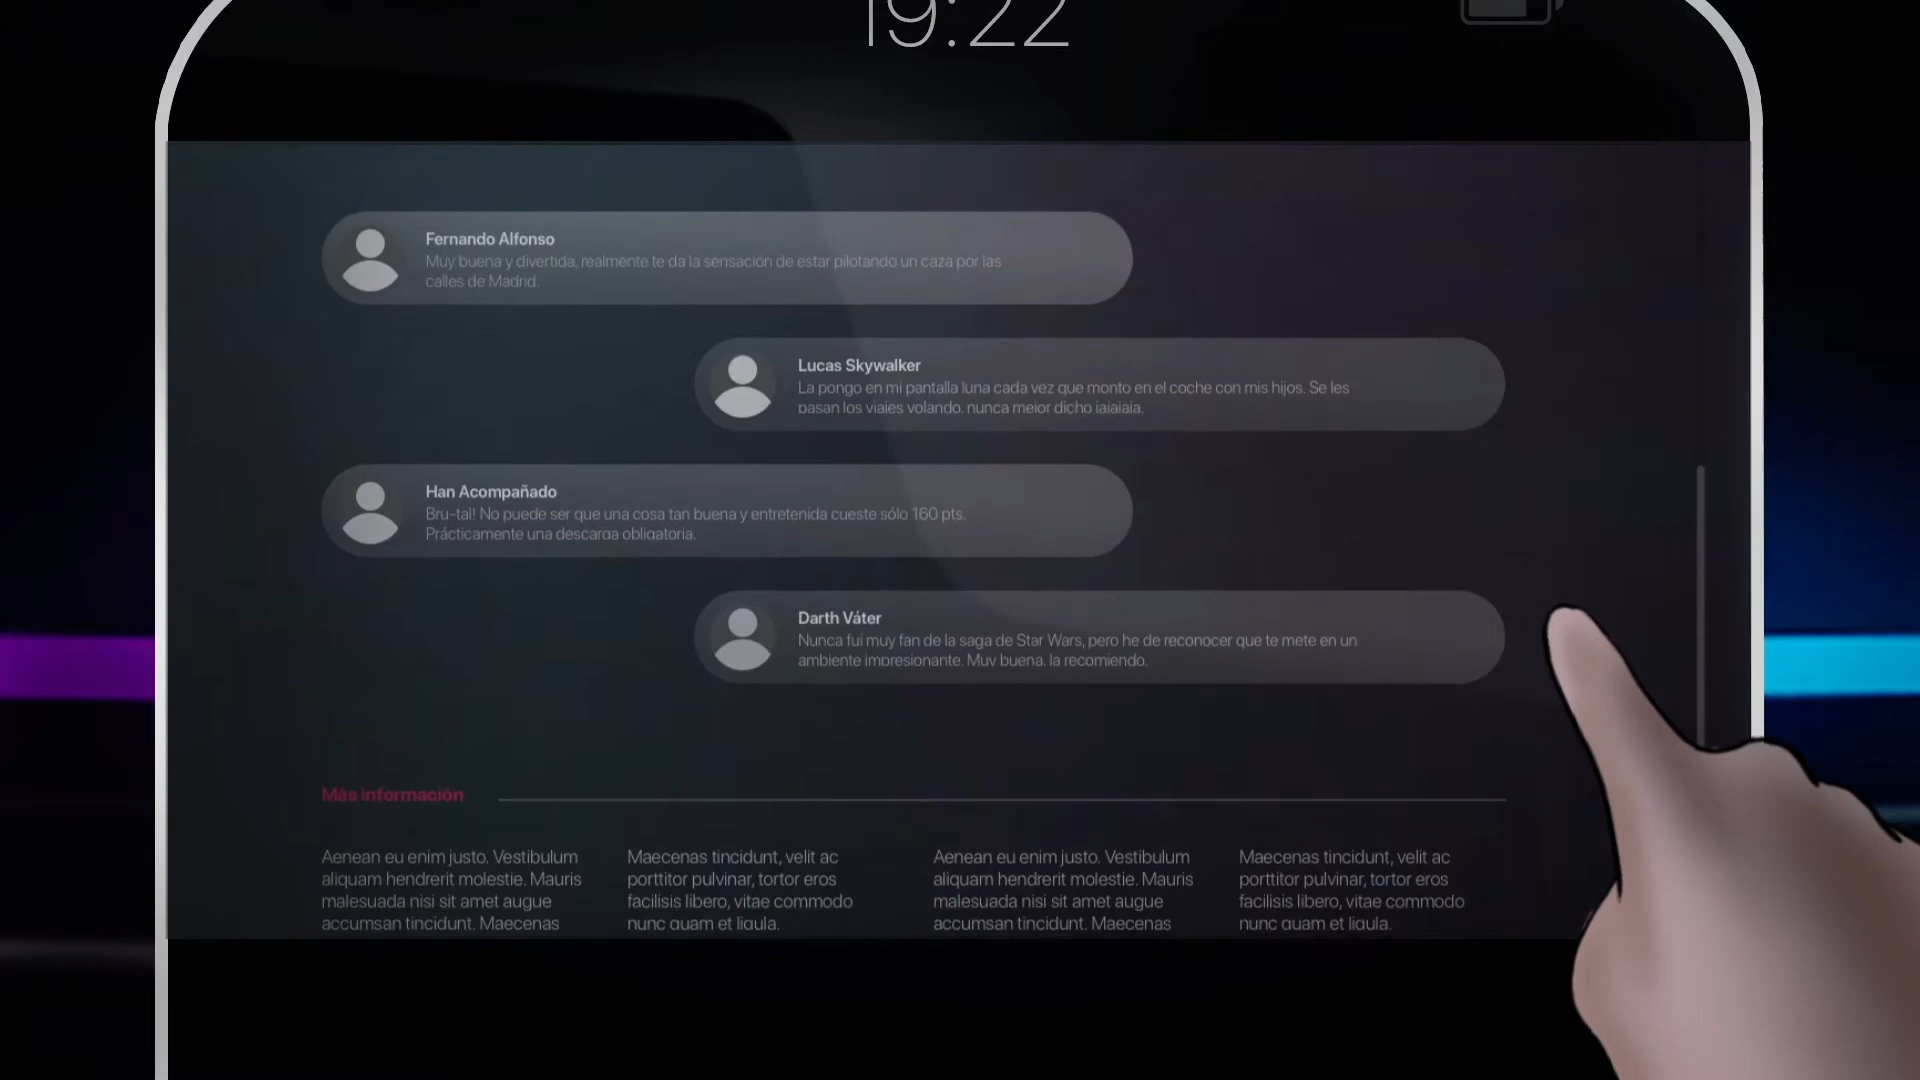 19:22
Fernando Alfonso
Muy buena y divertida, realmente te da la sensación de estar pilotando un caza por las
calles de Madrid.
Lucas Skywalker
La pongo en mi pantalla luna cada vez que monto en el coche con mis hijos. Se les
pasan los viajes volando, nunca mejor dicho jajajaja.
Han Acompañado
Bru-tal! No puede ser que una cosa tan buena y entretenida cueste sólo 160 pts.
Prácticamente una descarga obligatoria.
Darth Váter
Nunca fui muy fan de la saga de Star Wars, pero he de reconocer que te mete en un
ambiente impresionante. Muy buena, la recomiendo.
Más información
Aenean eu enim justo. Vestibulum
aliquam hendrerit molestie. Mauris
malesuada nisi sit amet augue
accumsan tincidunt. Maecenas
Maecenas tincidunt, velit ac
porttitor pulvinar, tortor eros
facilisis libero, vitae commodo
nunc quam et ligula.
Aenean eu enim justo. Vestibulum
aliquam hendrerit molestie. Mauris
malesuada nisi sit amet augue
accumsan tincidunt. Maecenas
Maecenas tincidunt, velit ac
porttitor pulvinar, tortor eros
facilisis libero, vitae commodo
nunc quam et ligula.